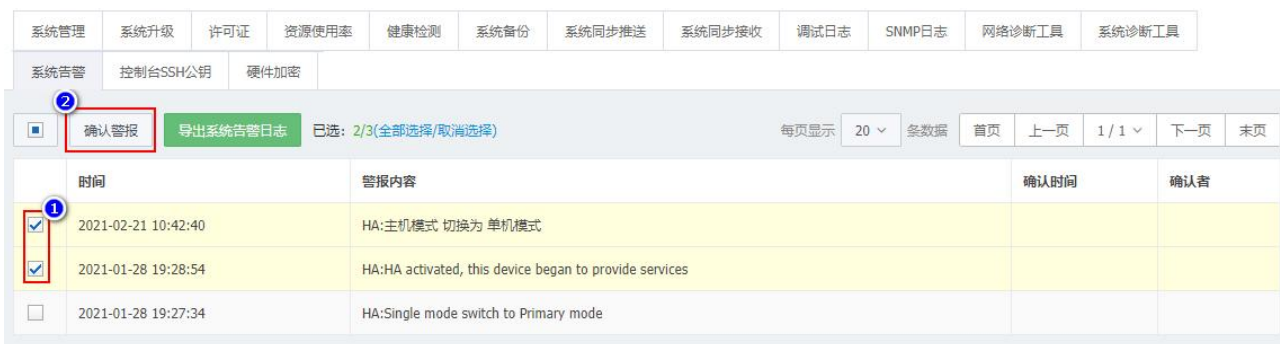 系统管理 系统升级 许可证 资源使用率 健康检测 系统备份 系统同步推送 系统同步接收 调试日志 SNMP日志 网络诊断工具 系统诊断工具
系统告警 控制台SSH公钥 硬件加密
2
确认警报 导出系统告警日志 已选: 2/3(全部选择/取消选择) 每页显示 20 条数据 首页 上一页 1 / 1 下一页 末页
时间 警报内容 确认时间 确认者
1
2021-02-21 10:42:40 HA:主机模式 切换为 单机模式
2021-01-28 19:28:54 HA:HA activated, this device began to provide services
2021-01-28 19:27:34 HA:Single mode switch to Primary mode